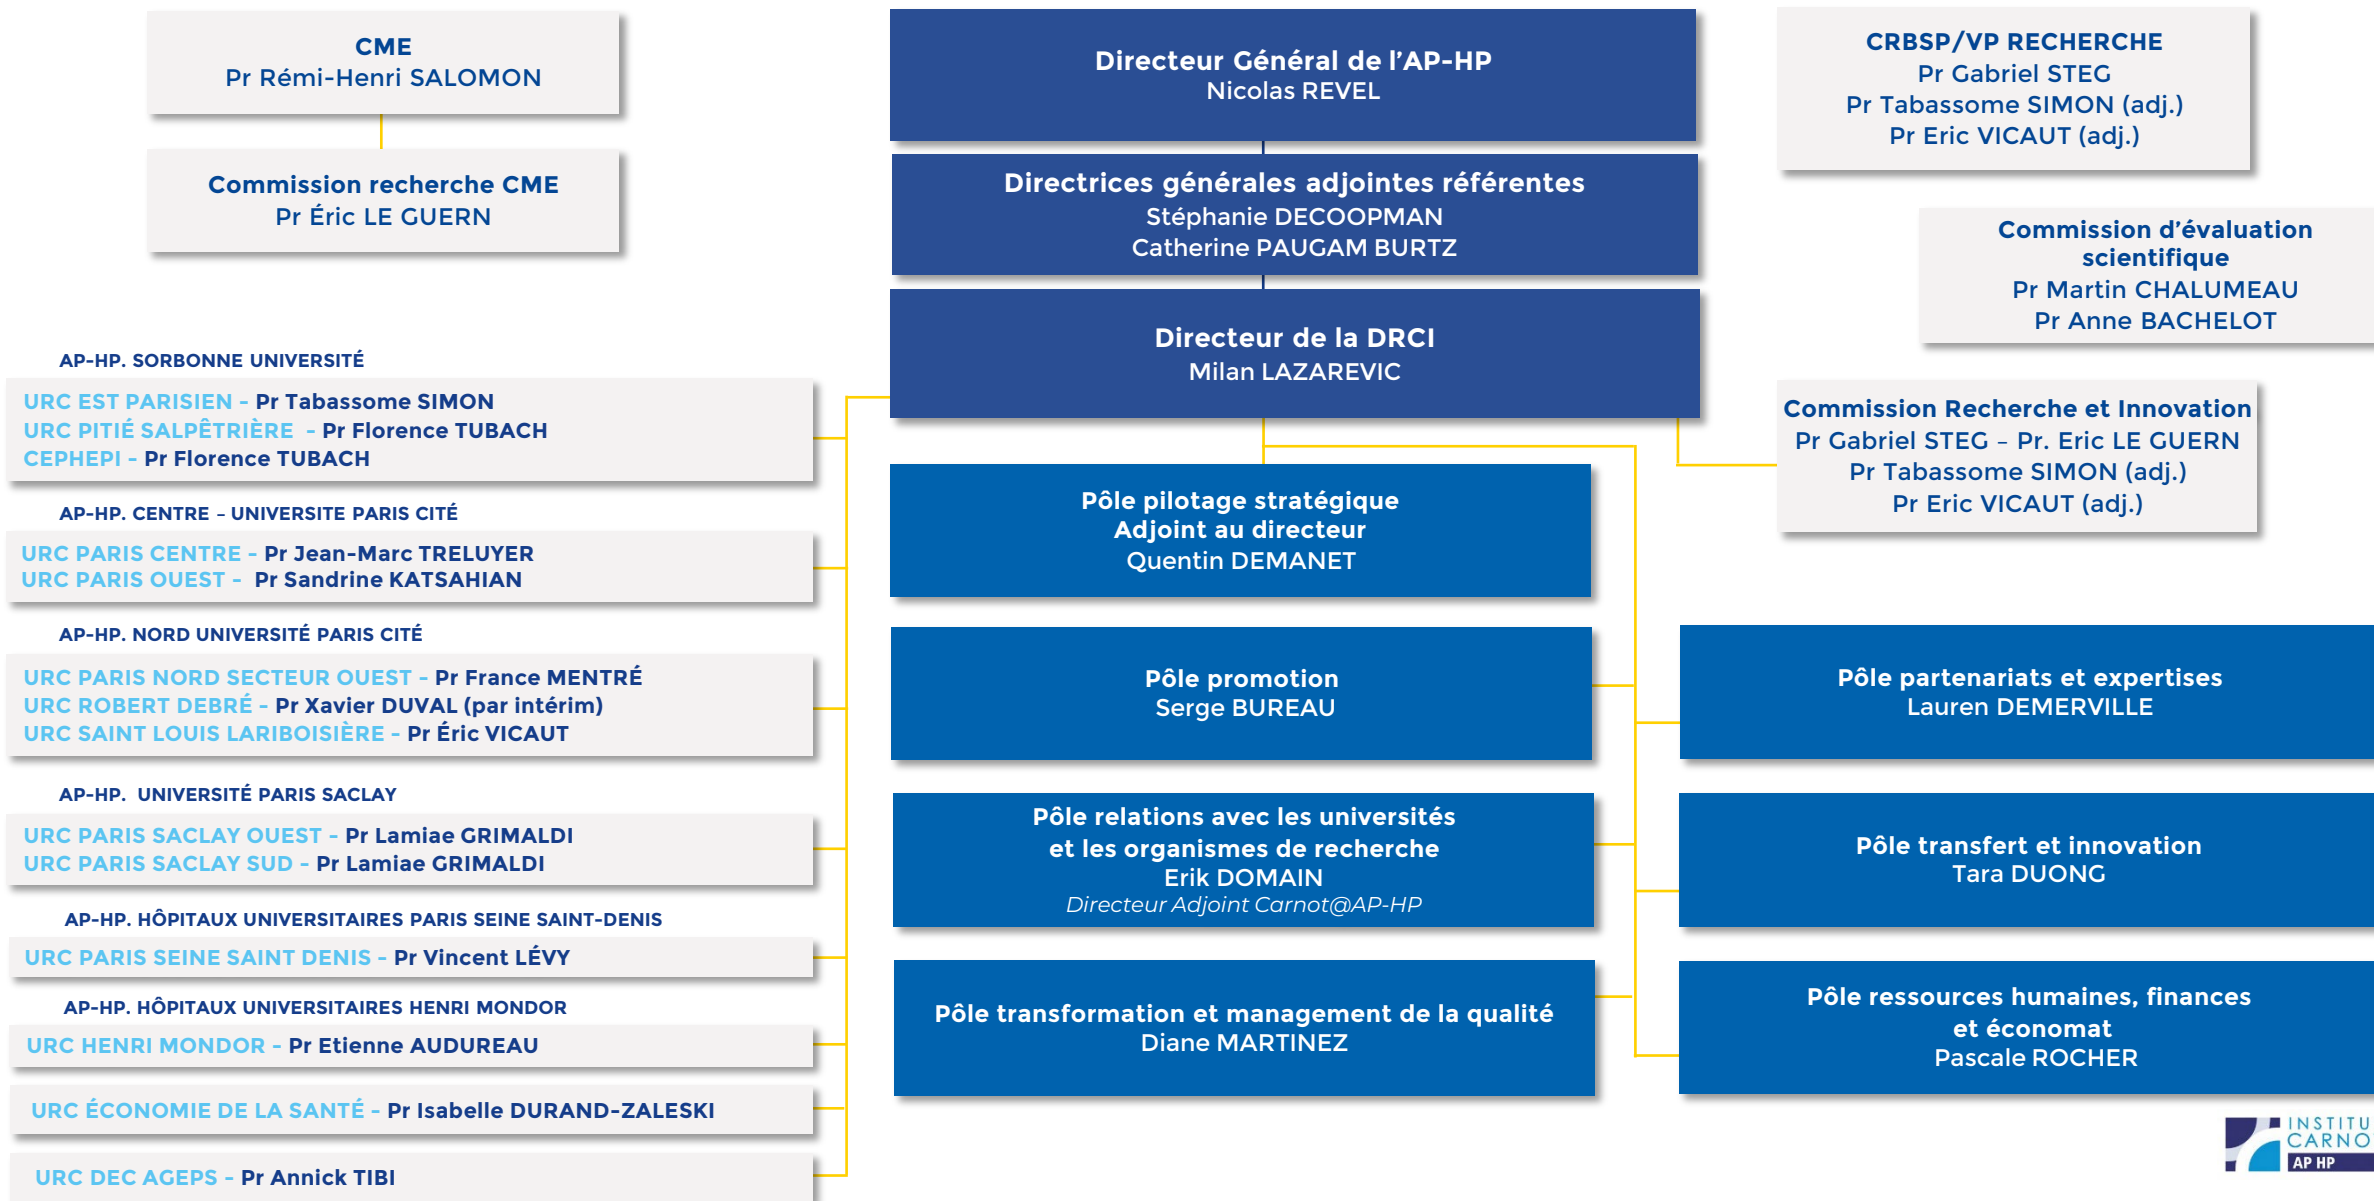 CME
Pr Rémi-Henri SALOMON
Commission recherche CME
Pr Éric LE GUERN
Directeur Général de l’AP-HP
Nicolas REVEL
Directrices générales adjointes référentes
Stéphanie DECOOPMAN
Catherine PAUGAM BURTZ
Directeur de la DRCI
Milan LAZAREVIC
CRBSP/VP RECHERCHE
Pr Gabriel STEG
Pr Tabassome SIMON (adj.)
Pr Eric VICAUT (adj.)
Commission d’évaluation
scientifique
Pr Martin CHALUMEAU
Pr Anne BACHELOT
Commission Recherche et Innovation
Pr Gabriel STEG – Pr. Eric LE GUERN
Pr Tabassome SIMON (adj.)
Pr Eric VICAUT (adj.)
AP-HP. SORBONNE UNIVERSITÉ
URC EST PARISIEN - Pr Tabassome SIMON
URC PITIÉ SALPÊTRIÈRE - Pr Florence TUBACH
CEPHEPI - Pr Florence TUBACH
AP-HP. CENTRE – UNIVERSITE PARIS CITÉ
URC PARIS CENTRE - Pr Jean-Marc TRELUYER
URC PARIS OUEST - Pr Sandrine KATSAHIAN
AP-HP. NORD UNIVERSITÉ PARIS CITÉ
URC PARIS NORD SECTEUR OUEST - Pr France MENTRÉ
URC ROBERT DEBRÉ - Pr Xavier DUVAL (par intérim)
URC SAINT LOUIS LARIBOISIÈRE - Pr Éric VICAUT
AP-HP. UNIVERSITÉ PARIS SACLAY
URC PARIS SACLAY OUEST - Pr Lamiae GRIMALDI
URC PARIS SACLAY SUD - Pr Lamiae GRIMALDI
AP-HP. HÔPITAUX UNIVERSITAIRES PARIS SEINE SAINT-DENIS
URC PARIS SEINE SAINT DENIS - Pr Vincent LÉVY
AP-HP. HÔPITAUX UNIVERSITAIRES HENRI MONDOR
URC HENRI MONDOR - Pr Etienne AUDUREAU
URC ÉCONOMIE DE LA SANTÉ - Pr Isabelle DURAND-ZALESKI
URC DEC AGEPS - Pr Annick TIBI
Pôle pilotage stratégique
Adjoint au directeur
Quentin DEMANET
Pôle promotion
Serge BUREAU
Pôle relations avec les universités
et les organismes de recherche
Erik DOMAIN
Directeur Adjoint Carnot@AP-HP
Pôle transformation et management de la qualité
Diane MARTINEZ
Pôle partenariats et expertises
Lauren DEMERVILLE
Pôle transfert et innovation
Tara DUONG
Pôle ressources humaines, finances
et économat
Pascale ROCHER
INSTITU
CARNO
AP HP